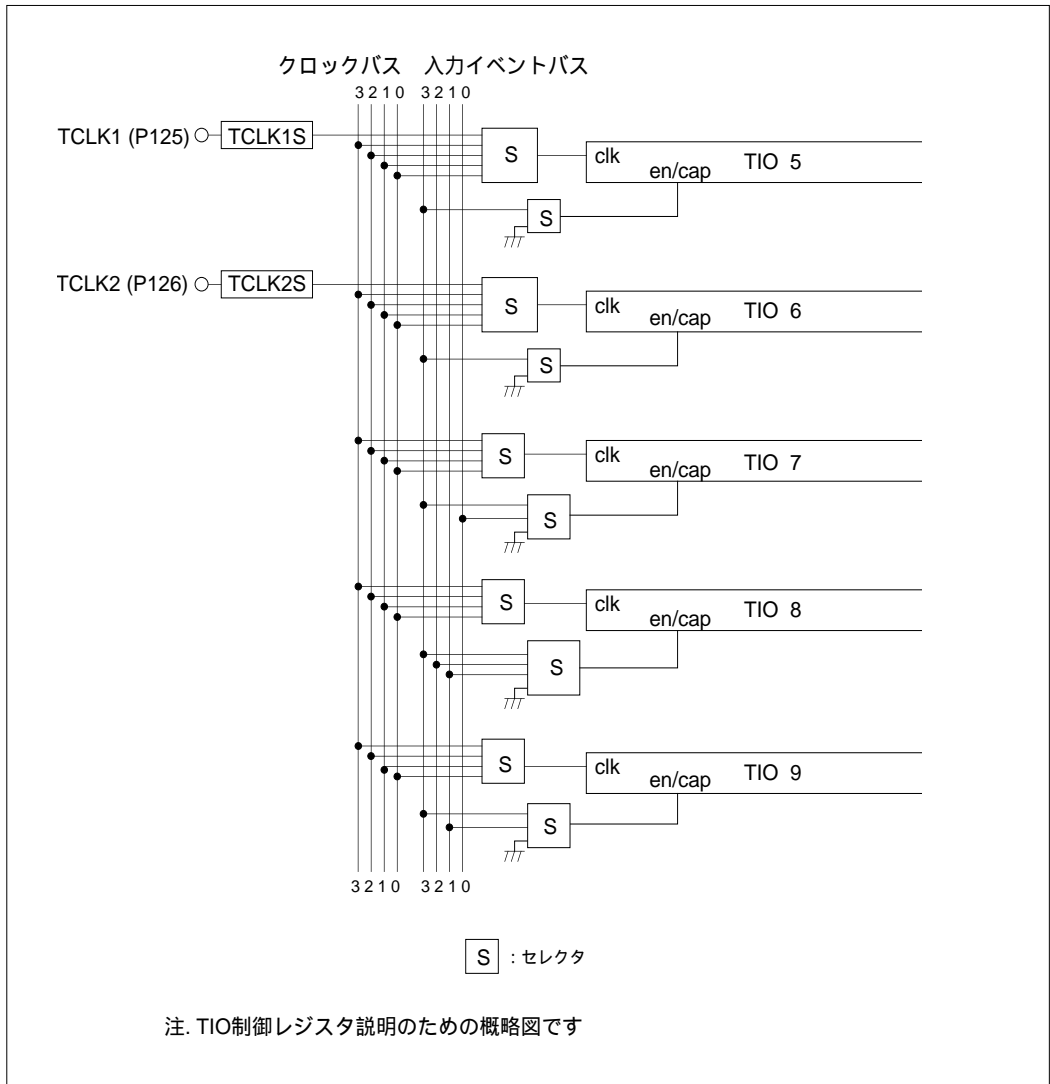 クロックバス 入力イベントバス
3 2 1 0 3 2 1 0
TCLK1 (P125) TCLK1S
S
clk
en/cap
TIO 5
S
TCLK2 (P126) TCLK2S
S
clk
en/cap
TIO 6
S
S
clk
en/cap
TIO 7
S
S
clk
en/cap
TIO 8
S
S
clk
en/cap
TIO 9
S
3 2 1 0 3 2 1 0
S : セレクタ
注. TIO制御レジスタ説明のための概略図です